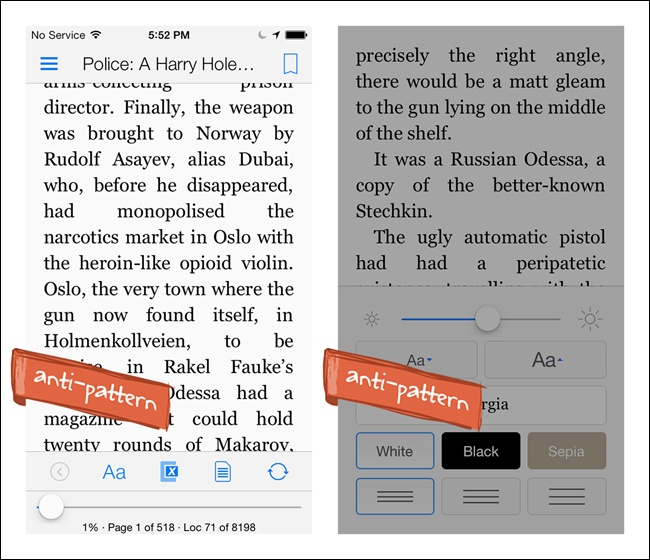 No Service 5:52 PM
Police: A Harry Hole...
arms-collecting prison
director. Finally, the weapon
was brought to Norway by
Rudolf Asayev, alias Dubai,
who, before he disappeared,
had monopolised the
narcotics market in Oslo with
the heroin-like opioid violin.
Oslo, the very town where the
gun now found itself, in
Holmenkollveien, to be
in Rakel Fauke's
anti-pattern
Odessa had a
magazine could hold
twenty rounds of Makarov,
Aa X
1% · Page 1 of 518 · Loc 71 of 8198
precisely the right angle,
there would be a matt gleam
to the gun lying on the middle
of the shelf.
It was a Russian Odessa, a
copy of the better-known
Stechkin.
The ugly automatic pistol
had had a peripatetic
Aa Aa
anti-pattern
White Black Sepia